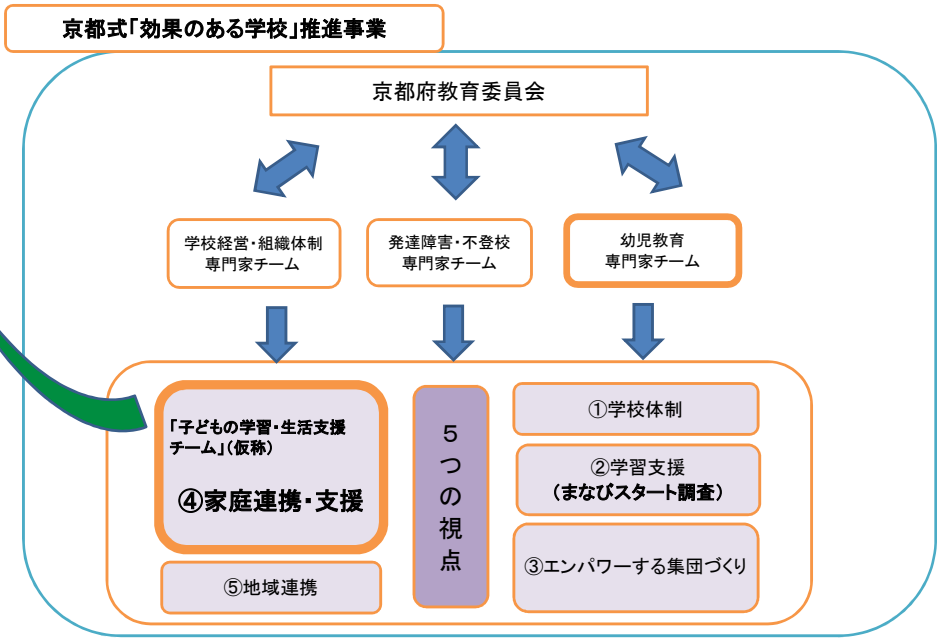 京都式「効果のある学校」推進事業
京都府教育委員会
学校経営・組織体制
専門家チーム
発達障害・不登校
専門家チーム
幼児教育
専門家チーム
「子どもの学習・生活支援
チーム」(仮称)
④家庭連携・支援
⑤地域連携
5つの視点
①学校体制
②学習支援
(まなびスタート調査)
③エンパワーする集団づくり